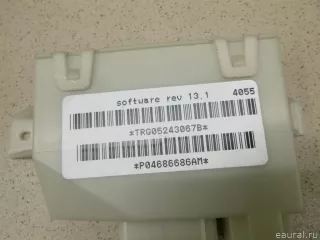 software rev 13.1 4055
*TRG05243067B*
*P04686686AM*
eaural.ru